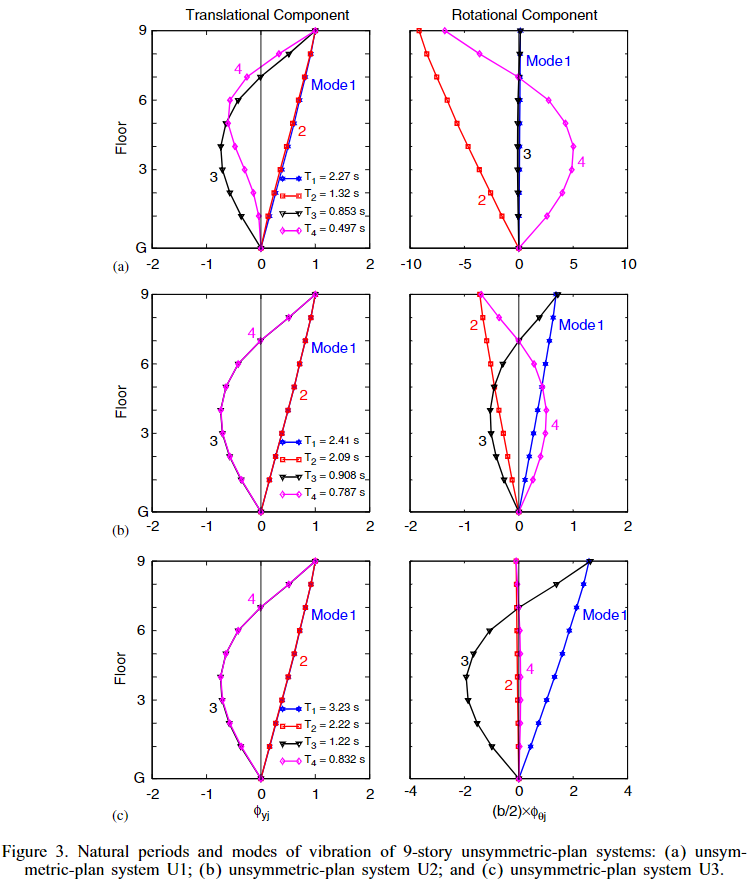 Translational Component
Rotational Component
9
6
3
G
Floor
4
Mode1
2
3
T1 = 2.27 s
T2 = 1.32 s
T3 = 0.853 s
T4 = 0.497 s
-2 -1 0 1 2
(a)
Mode1
3
2
4
-10 -5 0 5 10
9
6
3
G
Floor
4
Mode1
2
3
T1 = 2.41 s
T2 = 2.09 s
T3 = 0.908 s
T4 = 0.787 s
-2 -1 0 1 2
(b)
2
Mode1
3
4
-2 -1 0 1 2
9
6
3
G
Floor
4
Mode1
2
3
T1 = 3.23 s
T2 = 2.22 s
T3 = 1.22 s
T4 = 0.832 s
-2 -1 0 1 2
(c)
ϕyj
Mode1
3
2
4
-4 -2 0 2 4
(b/2)×ϕθj
Figure 3. Natural periods and modes of vibration of 9-story unsymmetric-plan systems: (a) unsym-
metric-plan system U1; (b) unsymmetric-plan system U2; and (c) unsymmetric-plan system U3.